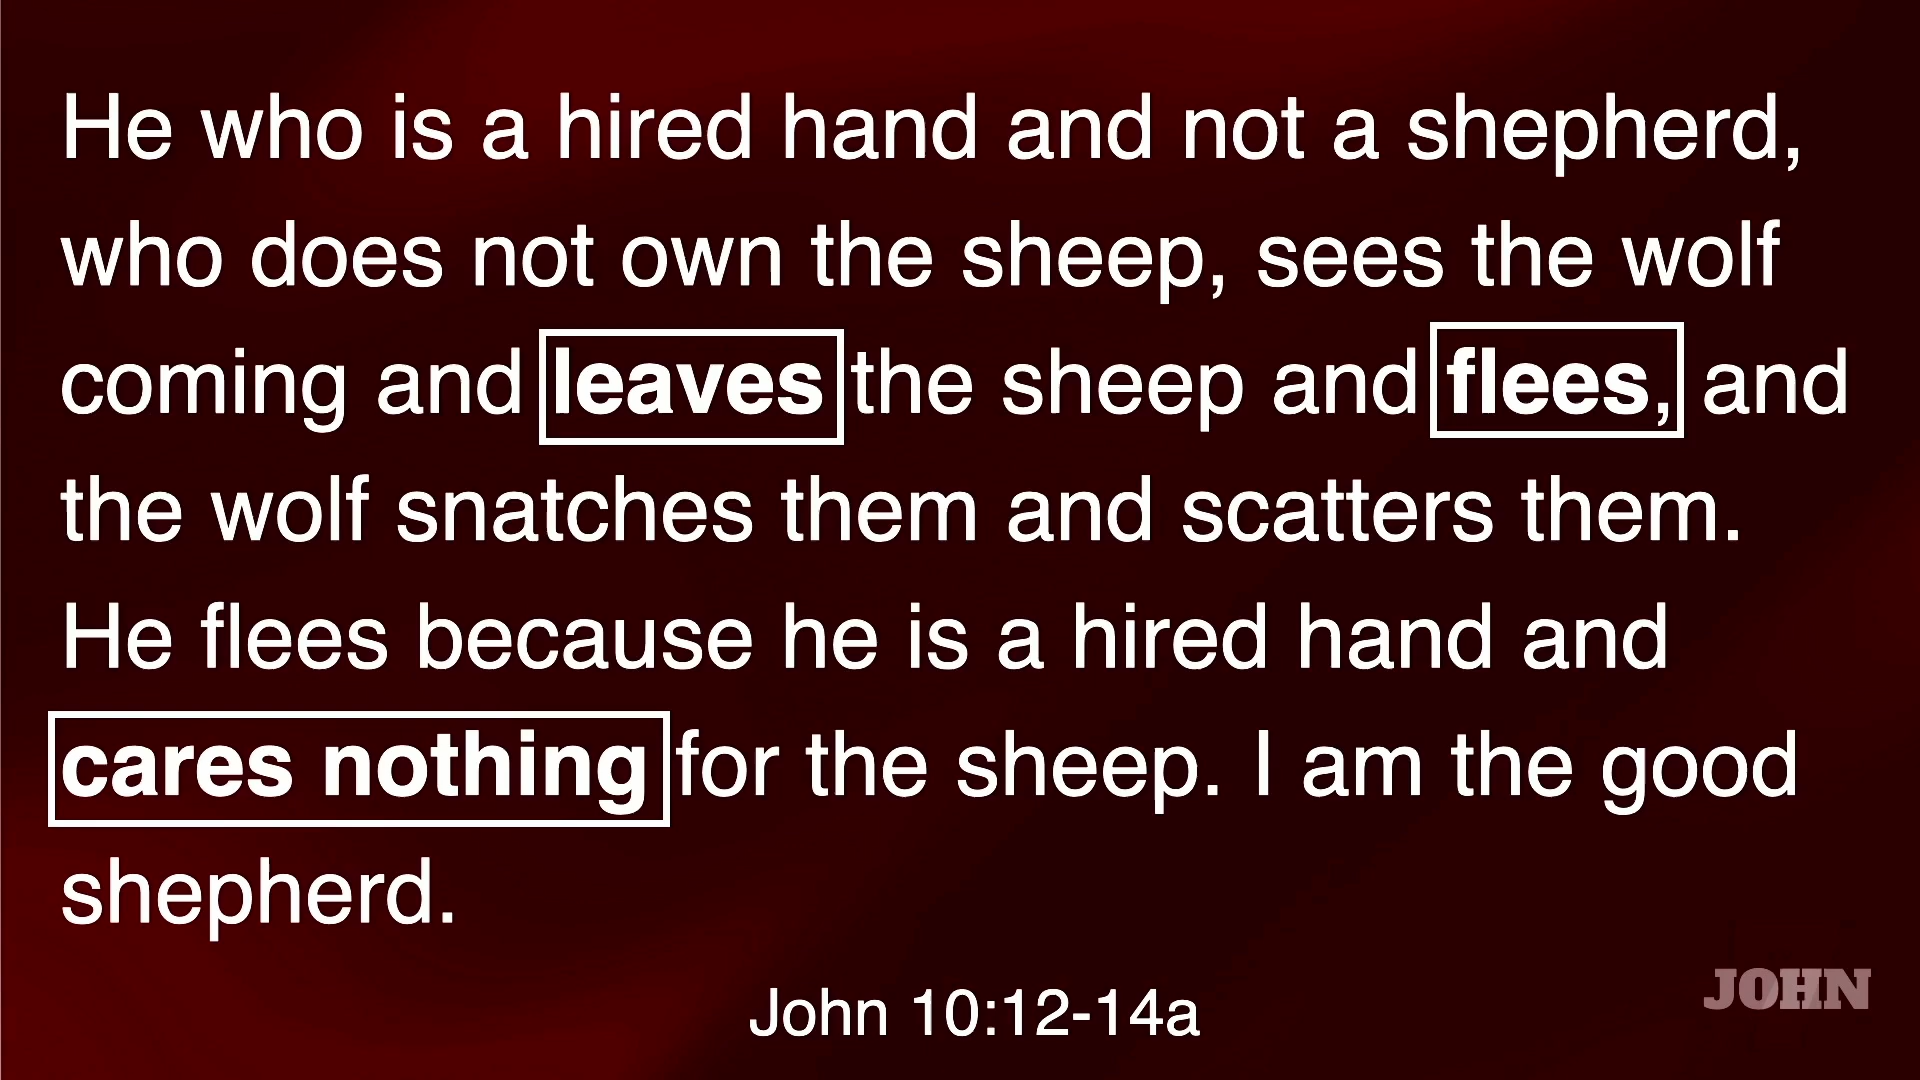 He who is a hired hand and not a shepherd,
who does not own the sheep, sees the wolf
coming and leaves the sheep and flees, and
the wolf snatches them and scatters them.
He flees because he is a hired hand and
cares nothing for the sheep. I am the good
shepherd.
John 10:12-14a
JOHN